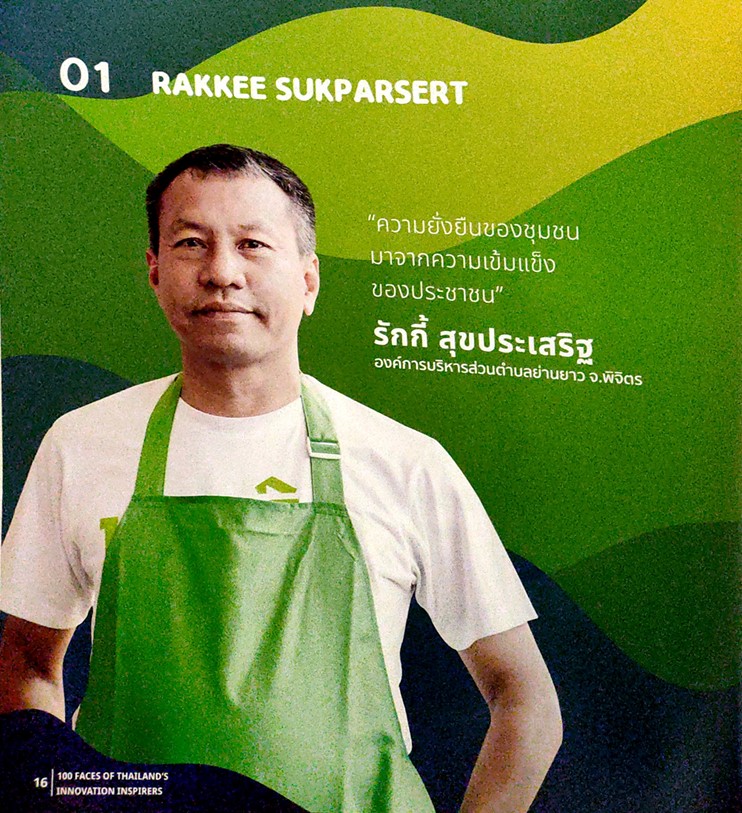 01 RAKKEE SUKPARSERT
“ความยั่งยืนของชุมชน
มาจากความเข้มแข็ง
ของประชาชน”
รักกี้ สุขประเสริฐ
องค์การบริหารส่วนตำบลย่านยาว จ.พิจิตร
16 100 FACES OF THAILAND'S
INNOVATION INSPIRERS